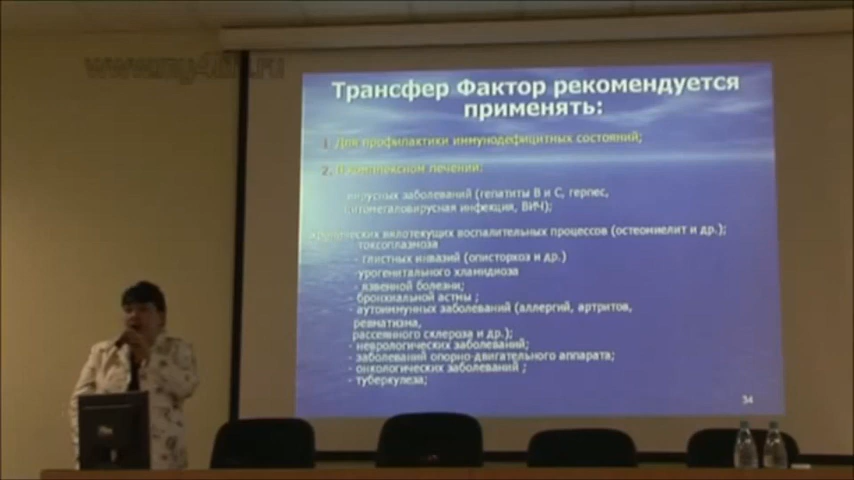 Трансфер Фактор рекомендуется
применять:
1. Для профилактики иммунодефицитных состояний;
2. В комплексном лечении:
вирусных заболеваний (гепатиты В и С, герпес,
цитомегаловирусная инфекция, ВИЧ);
хронических вялотекущих воспалительных процессов (остеомиелит и др.);
токсоплазмоза
- глистных инвазий (описторхоз и др.)
урогенитального хламидиоза
- язвенной болезни;
- бронхиальной астмы ;
- аутоиммунных заболеваний (аллергий, артритов,
ревматизма,
рассеянного склероза и др.);
- неврологических заболеваний;
- заболеваний опорно-двигательного аппарата;
- онкологических заболеваний ;
- туберкулеза;
34